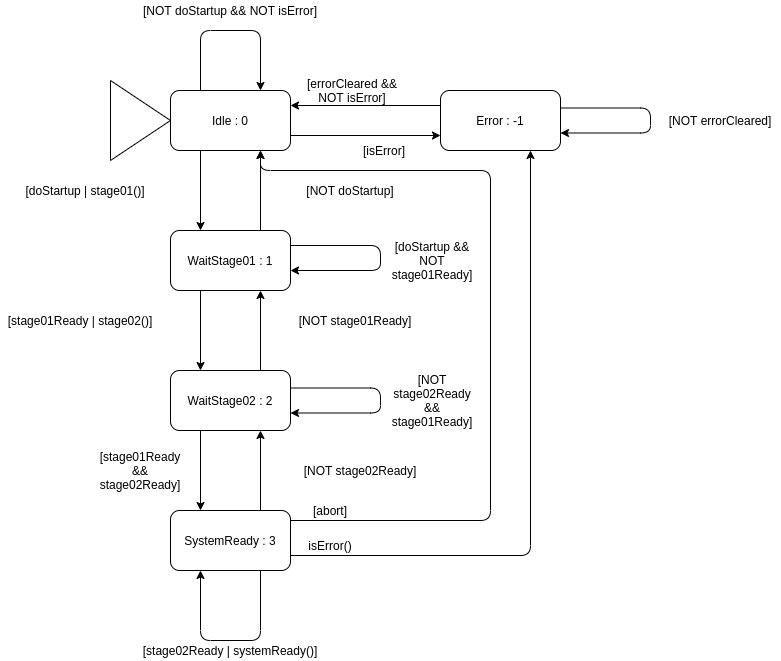 [NOT doStartup && NOT isError]
[errorCleared &&
NOT isError]
Idle : 0
Error : -1
[NOT errorCleared]
[isError]
[doStartup | stage01()]
[NOT doStartup]
WaitStage01 : 1
[doStartup &&
NOT
stage01Ready]
[stage01Ready | stage02()]
[NOT stage01Ready]
WaitStage02 : 2
[NOT
stage02Ready
&&
stage01Ready]
[stage01Ready
&&
stage02Ready]
[NOT stage02Ready]
[abort]
SystemReady : 3
isError()
[stage02Ready | systemReady()]